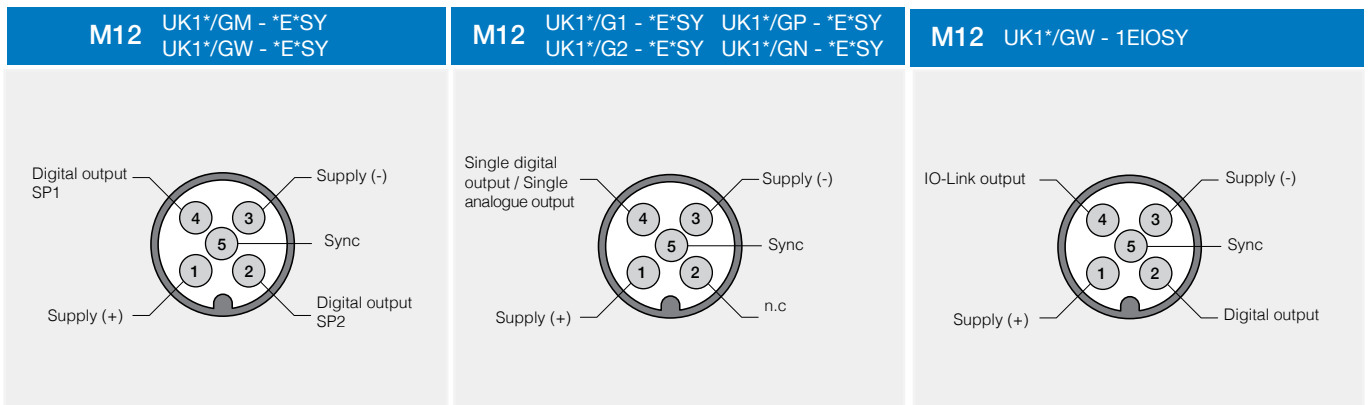 M12 UK1*/GM - *E*SY
UK1*/GW - *E*SY
Digital output
SP1
Supply (-)
4 3
5
Sync
1 2
Supply (+)
Digital output
SP2
M12 UK1*/G1 - *E*SY UK1*/GP - *E*SY
UK1*/G2 - *E*SY UK1*/GN - *E*SY
Single digital
output / Single
analogue output
Supply (-)
4 3
5
Sync
1 2
Supply (+)
n.c
M12 UK1*/GW - 1EIOSY
IO-Link output
Supply (-)
4 3
5
Sync
1 2
Supply (+)
Digital output